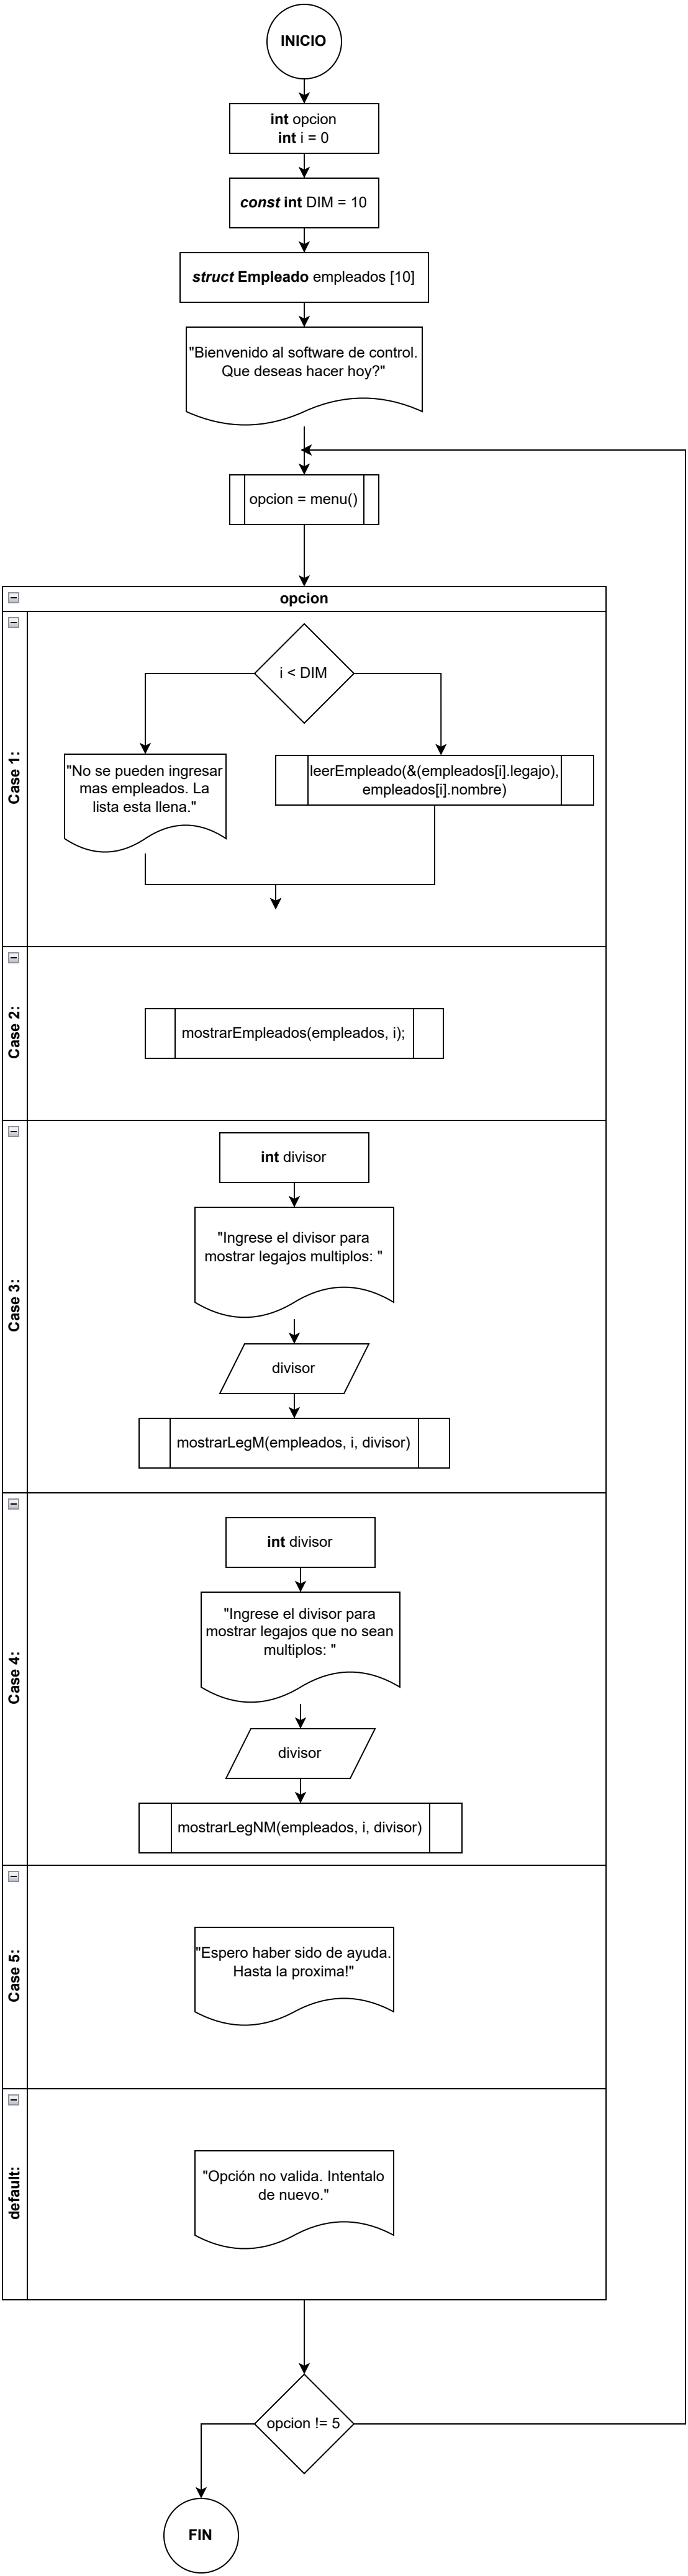 INICIO
int opcion
int i = 0
const int DIM = 10
struct Empleado empleados [10]
"Bienvenido al software de control.
Que deseas hacer hoy?"
opcion = menu()
opcion
Case 1:
i < DIM
"No se pueden ingresar
mas empleados. La
lista esta llena."
leerEmpleado(&(empleados[i].legajo),
empleados[i].nombre)
Case 2:
mostrarEmpleados(empleados, i);
Case 3:
int divisor
"Ingrese el divisor para
mostrar legajos multiplos: "
divisor
mostrarLegM(empleados, i, divisor)
Case 4:
int divisor
"Ingrese el divisor para
mostrar legajos que no sean
multiplos: "
divisor
mostrarLegNM(empleados, i, divisor)
Case 5:
"Espero haber sido de ayuda.
Hasta la proxima!"
default:
"Opción no valida. Intentalo
de nuevo."
opcion != 5
FIN